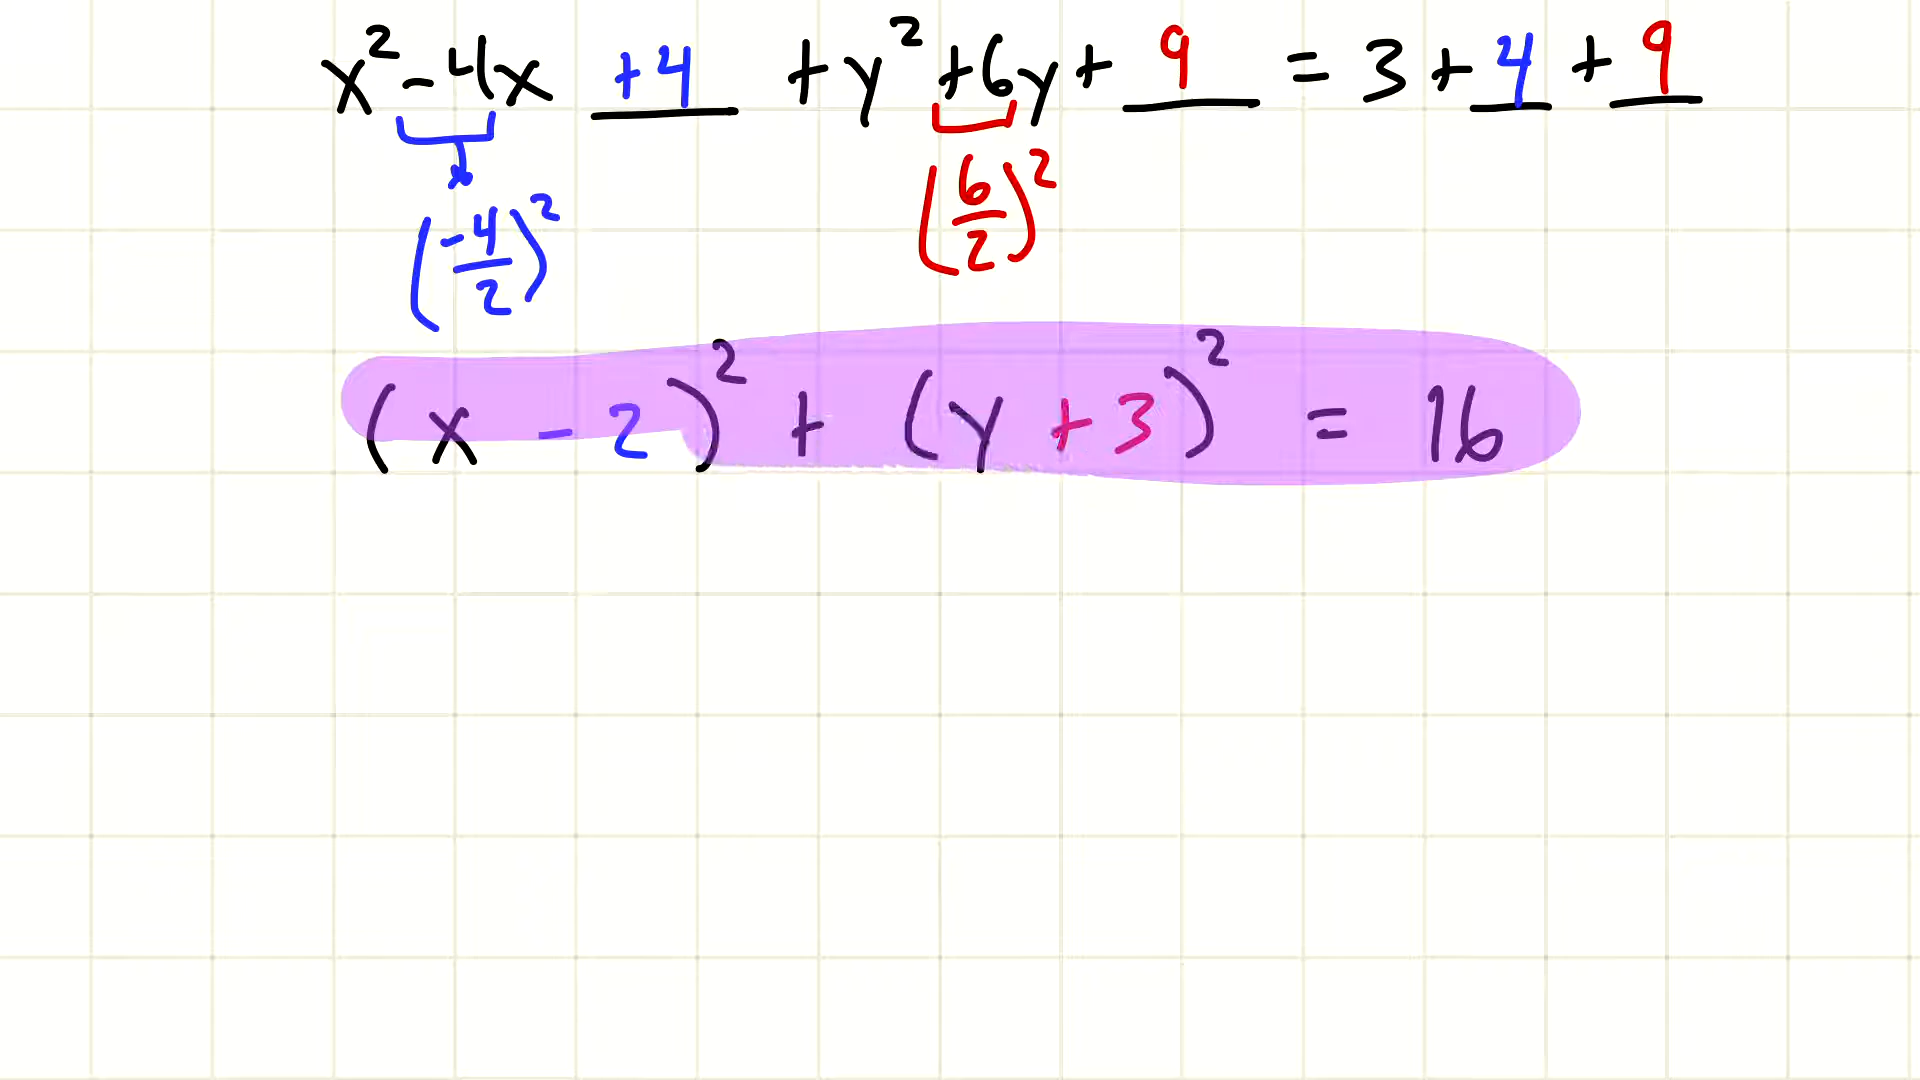 x² - 4x +4 + y² + 6y + 9 = 3 + 4 + 9
(-4/2)² (6/2)²
(x - 2)² + (y + 3)² = 16